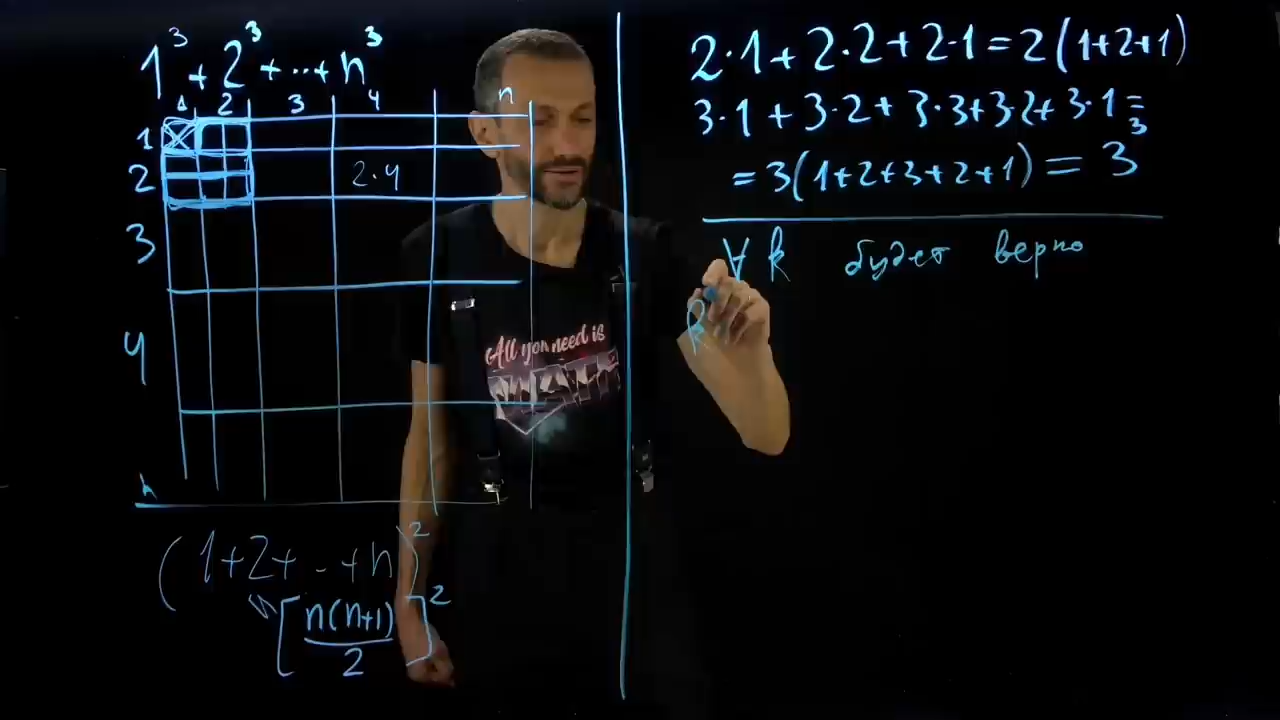 1³ + 2³ + ... + n³
1 2 3 4 n
1
2 2·4
3
4
n
(1+2+ ... +n)²
= [n(n+1)/2]²
2·1 + 2·2 + 2·1 = 2(1+2+1)
3·1 + 3·2 + 3·3 + 3·2 + 3·1 =
= 3(1+2+3+2+1) = 3³
∀ k будет верно
k
All you need is
MATH